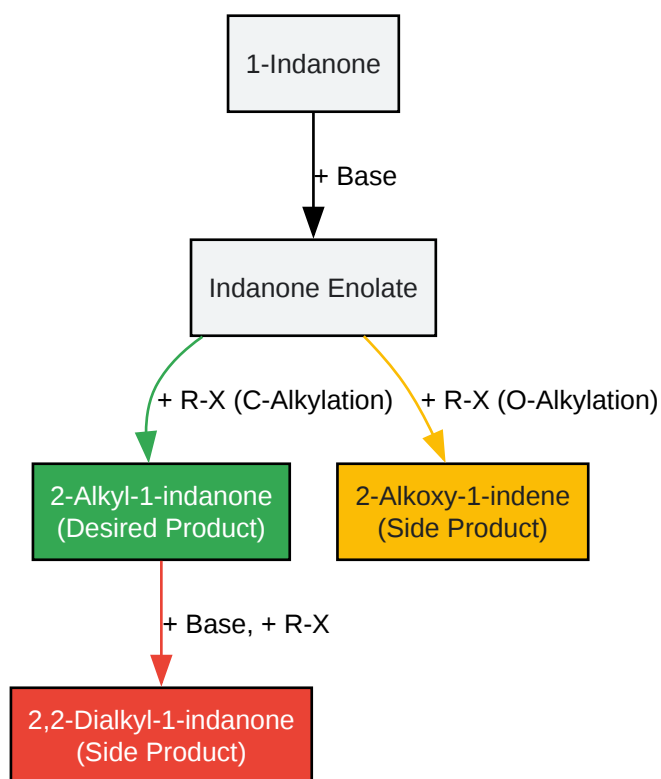 1-Indanone
+ Base
Indanone Enolate
+ R-X (C-Alkylation)
+ R-X (O-Alkylation)
2-Alkyl-1-indanone
(Desired Product)
2-Alkoxy-1-indene
(Side Product)
+ Base, + R-X
2,2-Dialkyl-1-indanone
(Side Product)